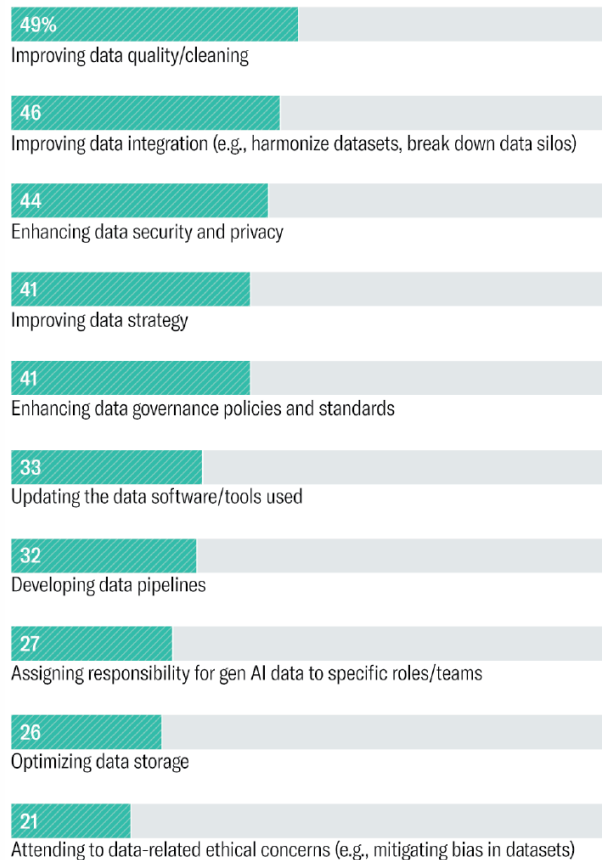 49%
Improving data quality/cleaning
46
Improving data integration (e.g., harmonize datasets, break down data silos)
44
Enhancing data security and privacy
41
Improving data strategy
41
Enhancing data governance policies and standards
33
Updating the data software/tools used
32
Developing data pipelines
27
Assigning responsibility for gen AI data to specific roles/teams
26
Optimizing data storage
21
Attending to data-related ethical concerns (e.g., mitigating bias in datasets)